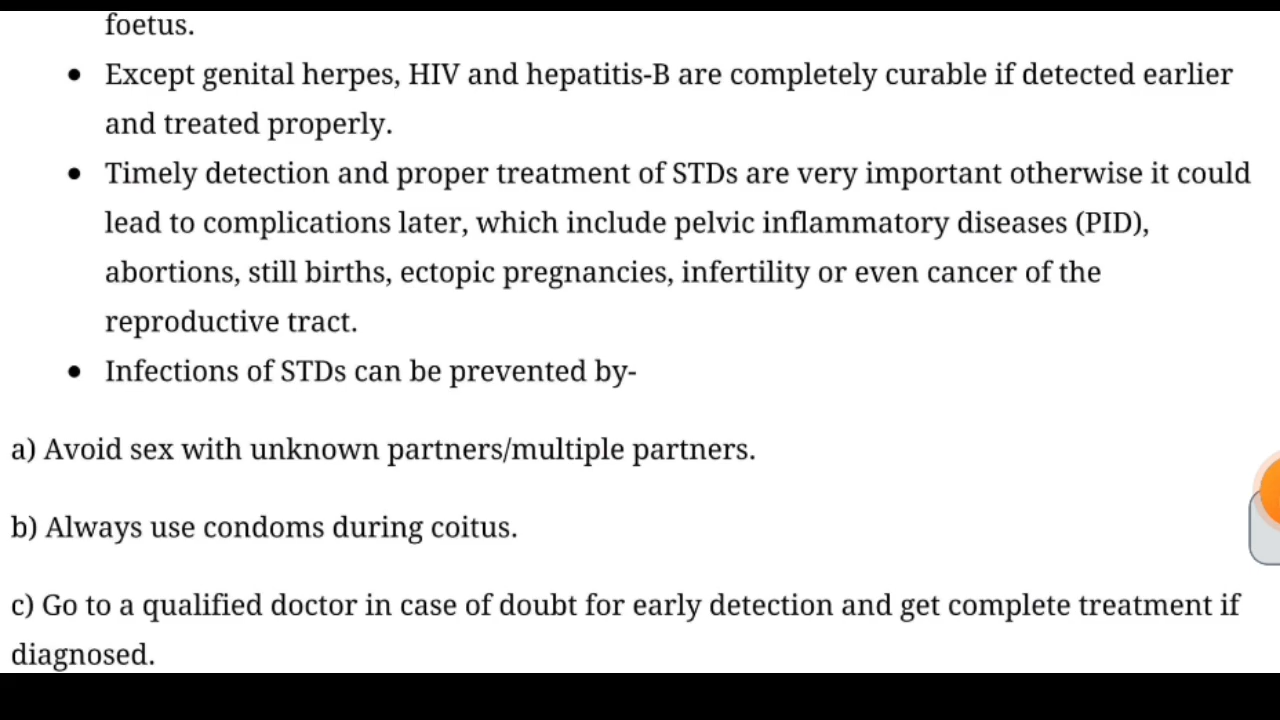 foetus.
• Except genital herpes, HIV and hepatitis-B are completely curable if detected earlier
and treated properly.
• Timely detection and proper treatment of STDs are very important otherwise it could
lead to complications later, which include pelvic inflammatory diseases (PID),
abortions, still births, ectopic pregnancies, infertility or even cancer of the
reproductive tract.
• Infections of STDs can be prevented by-
a) Avoid sex with unknown partners/multiple partners.
b) Always use condoms during coitus.
c) Go to a qualified doctor in case of doubt for early detection and get complete treatment if
diagnosed.